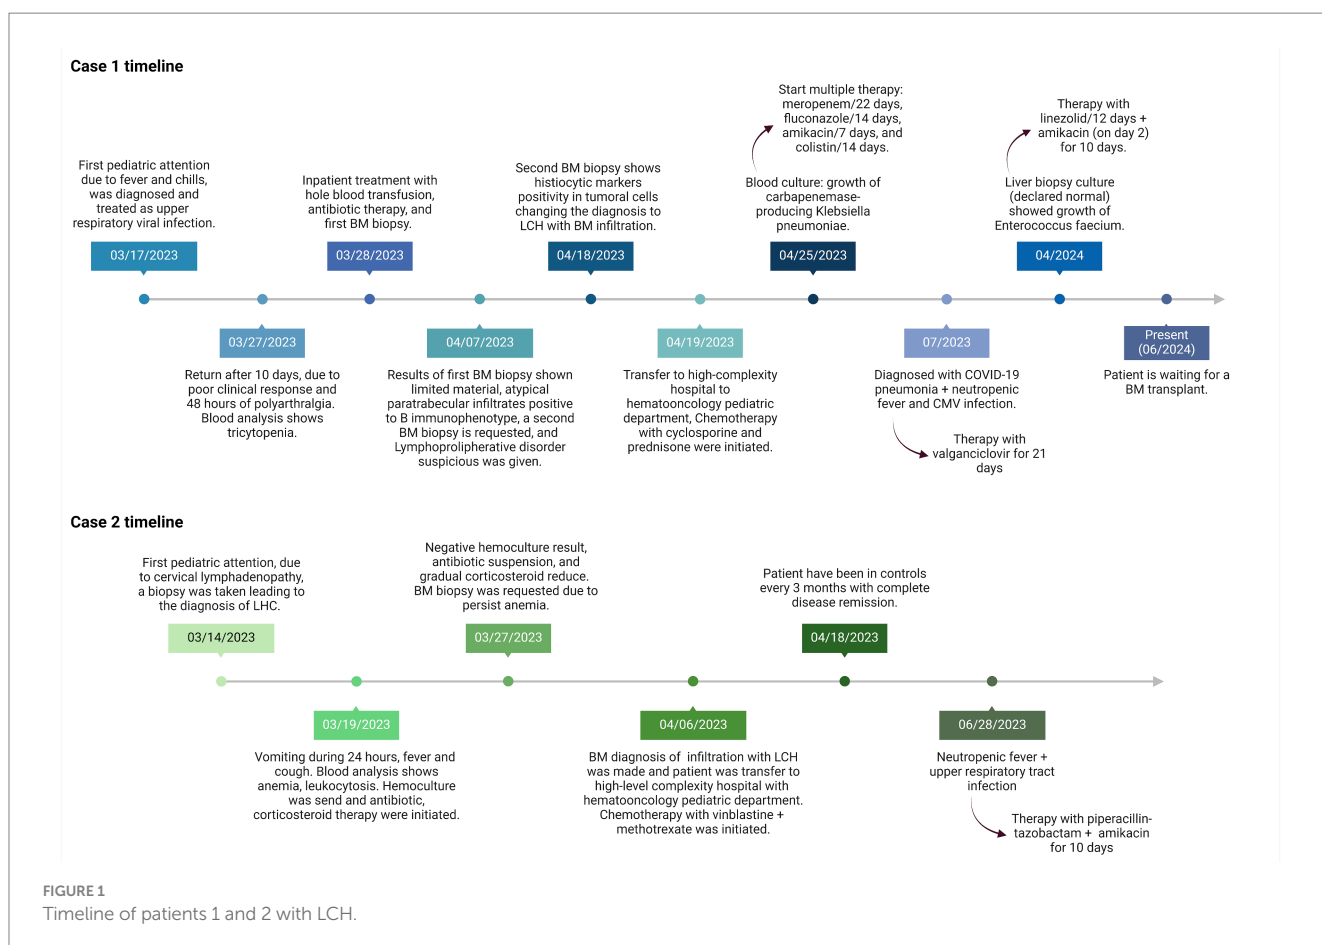 Case 1 timeline
First pediatric attention
due to fever and chills,
was diagnosed and
treated as upper
respiratory viral infection.
03/17/2023
03/27/2023
Return after 10 days, due to
poor clinical response and
48 hours of polyarthralgia.
Blood analysis shows
tricytopenia.
Inpatient treatment with
hole blood transfusion,
antibiotic therapy, and
first BM biopsy.
03/28/2023
04/07/2023
Results of first BM biopsy shown
limited material, atypical
paratrabecular infiltrates positive
to B immunophenotype, a second
BM biopsy is requested, and
Lymphoprolipherative disorder
suspicious was given.
Second BM biopsy shows
histiocytic markers
positivity in tumoral cells
changing the diagnosis to
LCH with BM infiltration.
04/18/2023
04/19/2023
Transfer to high-complexity
hospital to
hematooncology pediatric
department, Chemotherapy
with cyclosporine and
prednisone were initiated.
Start multiple therapy:
meropenem/22 days,
fluconazole/14 days,
amikacin/7 days, and
colistin/14 days.
Blood culture: growth of
carbapenemase-
producing Klebsiella
pneumoniae.
04/25/2023
07/2023
Diagnosed with COVID-19
pneumonia + neutropenic
fever and CMV infection.
Therapy with
valganciclovir for 21
days
Therapy with
linezolid/12 days +
amikacin (on day 2)
for 10 days.
Liver biopsy culture
(declared normal)
showed growth of
Enterococcus faecium.
04/2024
Present
(06/2024)
Patient is waiting for a
BM transplant.
Case 2 timeline
First pediatric attention, due
to cervical lymphadenopathy,
a biopsy was taken leading to
the diagnosis of LHC.
03/14/2023
03/19/2023
Vomiting during 24 hours, fever and
cough. Blood analysis shows
anemia, leukocytosis. Hemoculture
was send and antibiotic,
corticosteroid therapy were initiated.
Negative hemoculture result,
antibiotic suspension, and
gradual corticosteroid reduce.
BM biopsy was requested due to
persist anemia.
03/27/2023
04/06/2023
BM diagnosis of infiltration with LCH
was made and patient was transfer to
high-level complexity hospital with
hematooncology pediatric department.
Chemotherapy with vinblastine +
methotrexate was initiated.
Patient have been in controls
every 3 months with complete
disease remission.
04/18/2023
06/28/2023
Neutropenic fever +
upper respiratory tract
infection
Therapy with piperacillin-
tazobactam + amikacin
for 10 days
FIGURE 1
Timeline of patients 1 and 2 with LCH.